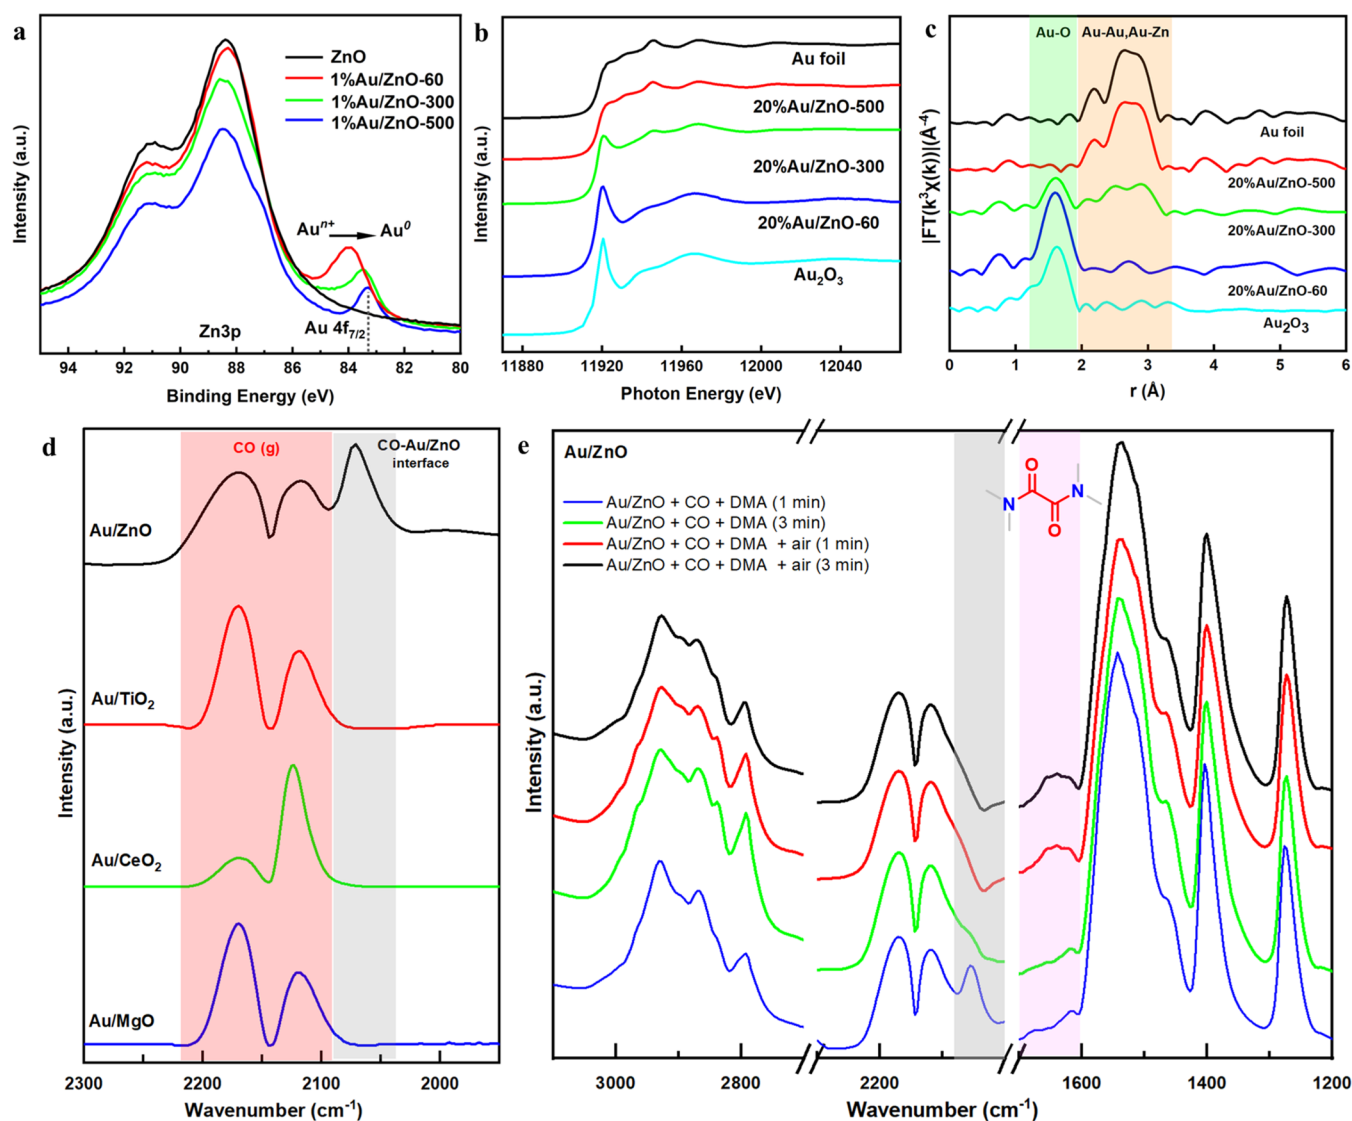 a
ZnO
1%Au/ZnO-60
1%Au/ZnO-300
1%Au/ZnO-500
Auⁿ⁺ → Au⁰
Zn3p
Au 4f₇/₂
Intensity (a.u.)
94 92 90 88 86 84 82 80
Binding Energy (eV)
b
Au foil
20%Au/ZnO-500
20%Au/ZnO-300
20%Au/ZnO-60
Au₂O₃
Intensity (a.u.)
11880 11920 11960 12000 12040
Photon Energy (eV)
c
Au-O
Au-Au,Au-Zn
Au foil
20%Au/ZnO-500
20%Au/ZnO-300
20%Au/ZnO-60
Au₂O₃
|FT(k³χ(k))|(Å⁻⁴)
0 1 2 3 4 5 6
r (Å)
d
CO (g)
CO-Au/ZnO
interface
Au/ZnO
Au/TiO₂
Au/CeO₂
Au/MgO
Intensity (a.u.)
2300 2200 2100 2000
Wavenumber (cm⁻¹)
e
Au/ZnO
Au/ZnO + CO + DMA (1 min)
Au/ZnO + CO + DMA (3 min)
Au/ZnO + CO + DMA + air (1 min)
Au/ZnO + CO + DMA + air (3 min)
O
N
N
O
Intensity (a.u.)
3000 2800 2200 1600 1400 1200
Wavenumber (cm⁻¹)